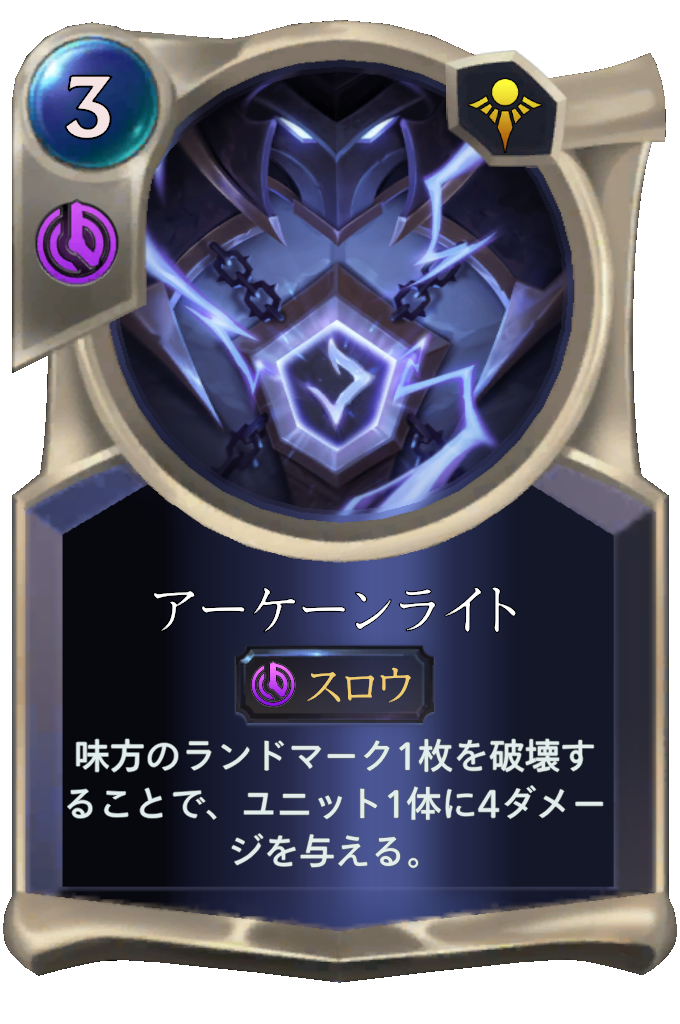 3
アーケーンライト
スロウ
味方のランドマーク1枚を破壊す
ることで、ユニット1体に4ダメー
ジを与える。